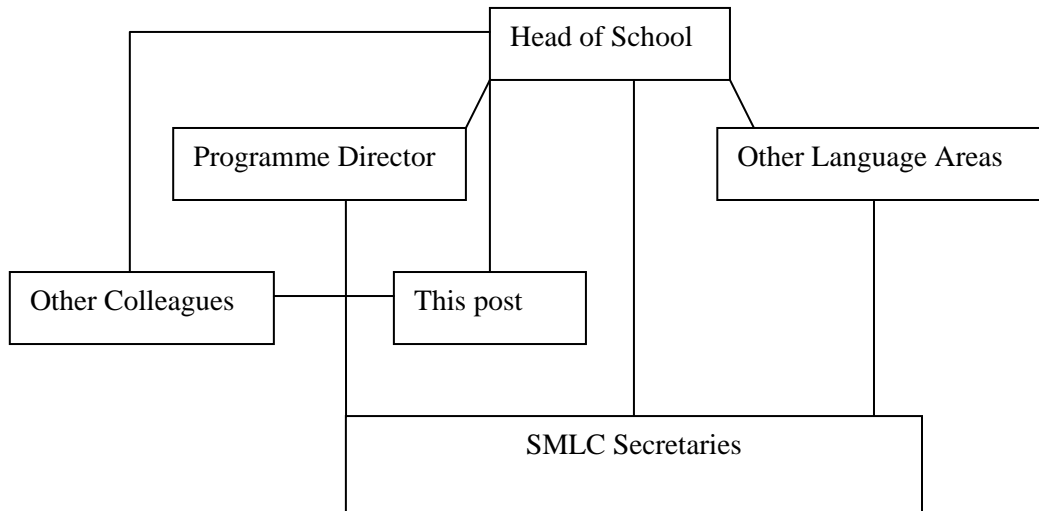 Head of School
Programme Director
Other Language Areas
Other Colleagues
This post
SMLC Secretaries